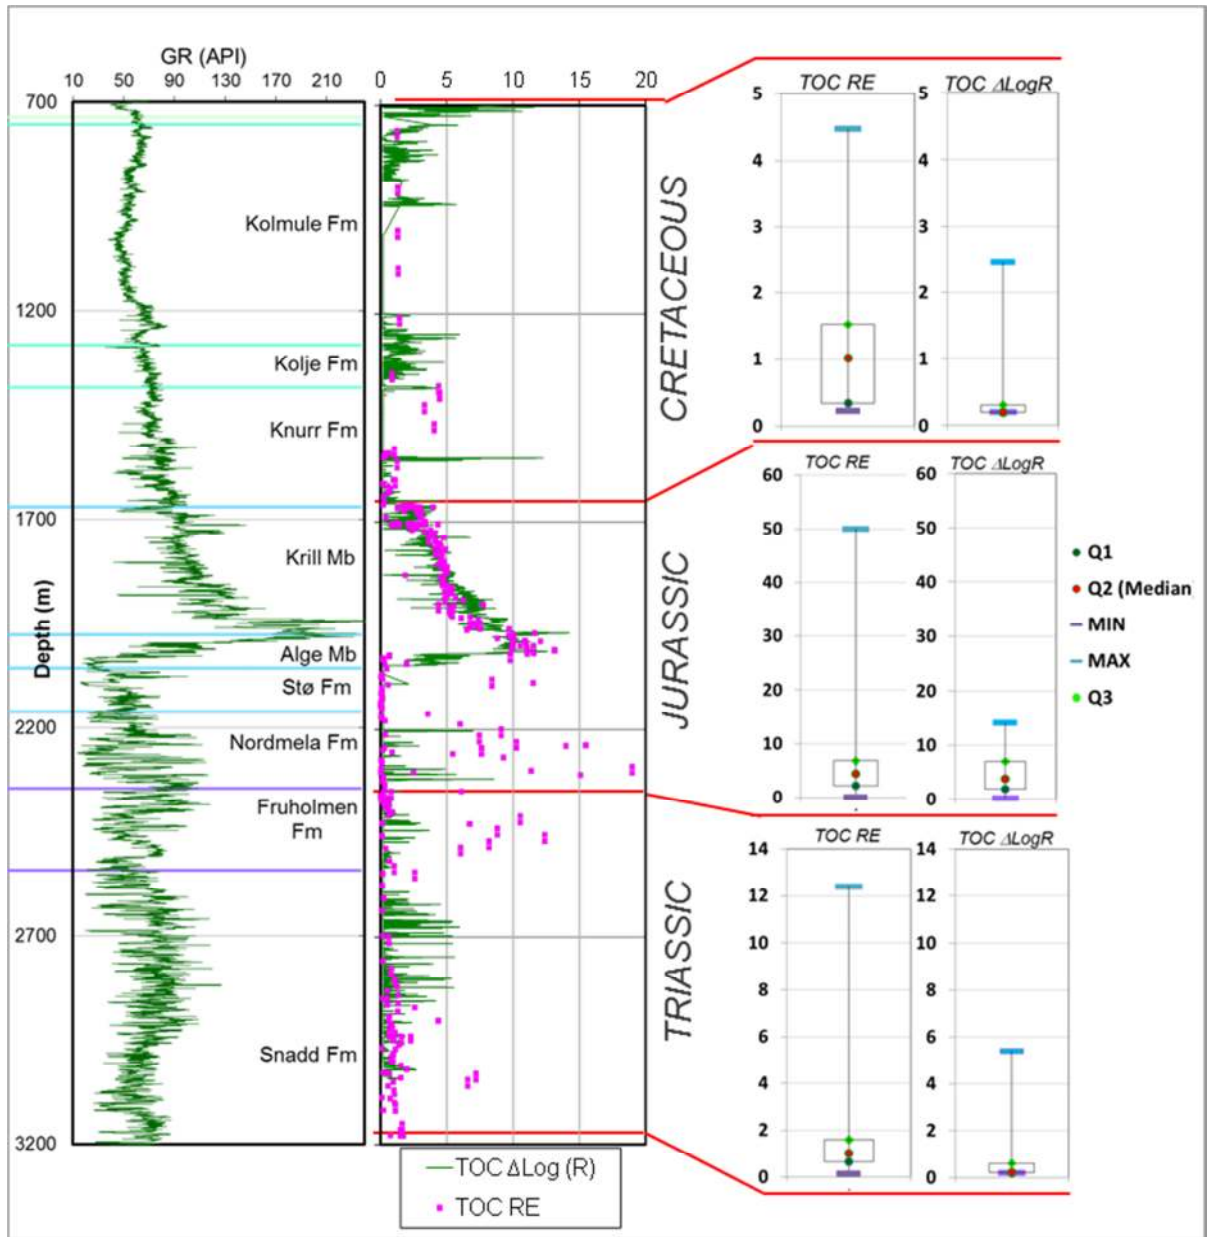 GR (API)
10 50 90 130 170 210
0 5 10 15 20
Depth (m)
700
1200
1700
2200
2700
3200
Kolmule Fm
Kolje Fm
Knurr Fm
Krill Mb
Alge Mb
Stø Fm
Nordmela Fm
Fruholmen
Fm
Snadd Fm
TOC ΔLog (R)
TOC RE
CRETACEOUS
JURASSIC
TRIASSIC
TOC RE
5
4
3
2
1
0
TOC ΔLogR
5
4
3
2
1
0
TOC RE
60
50
40
30
20
10
0
TOC ΔLogR
60
50
40
30
20
10
0
TOC RE
14
12
10
8
6
4
2
0
TOC ΔLogR
14
12
10
8
6
4
2
0
Q1
Q2 (Median
MIN
MAX
Q3